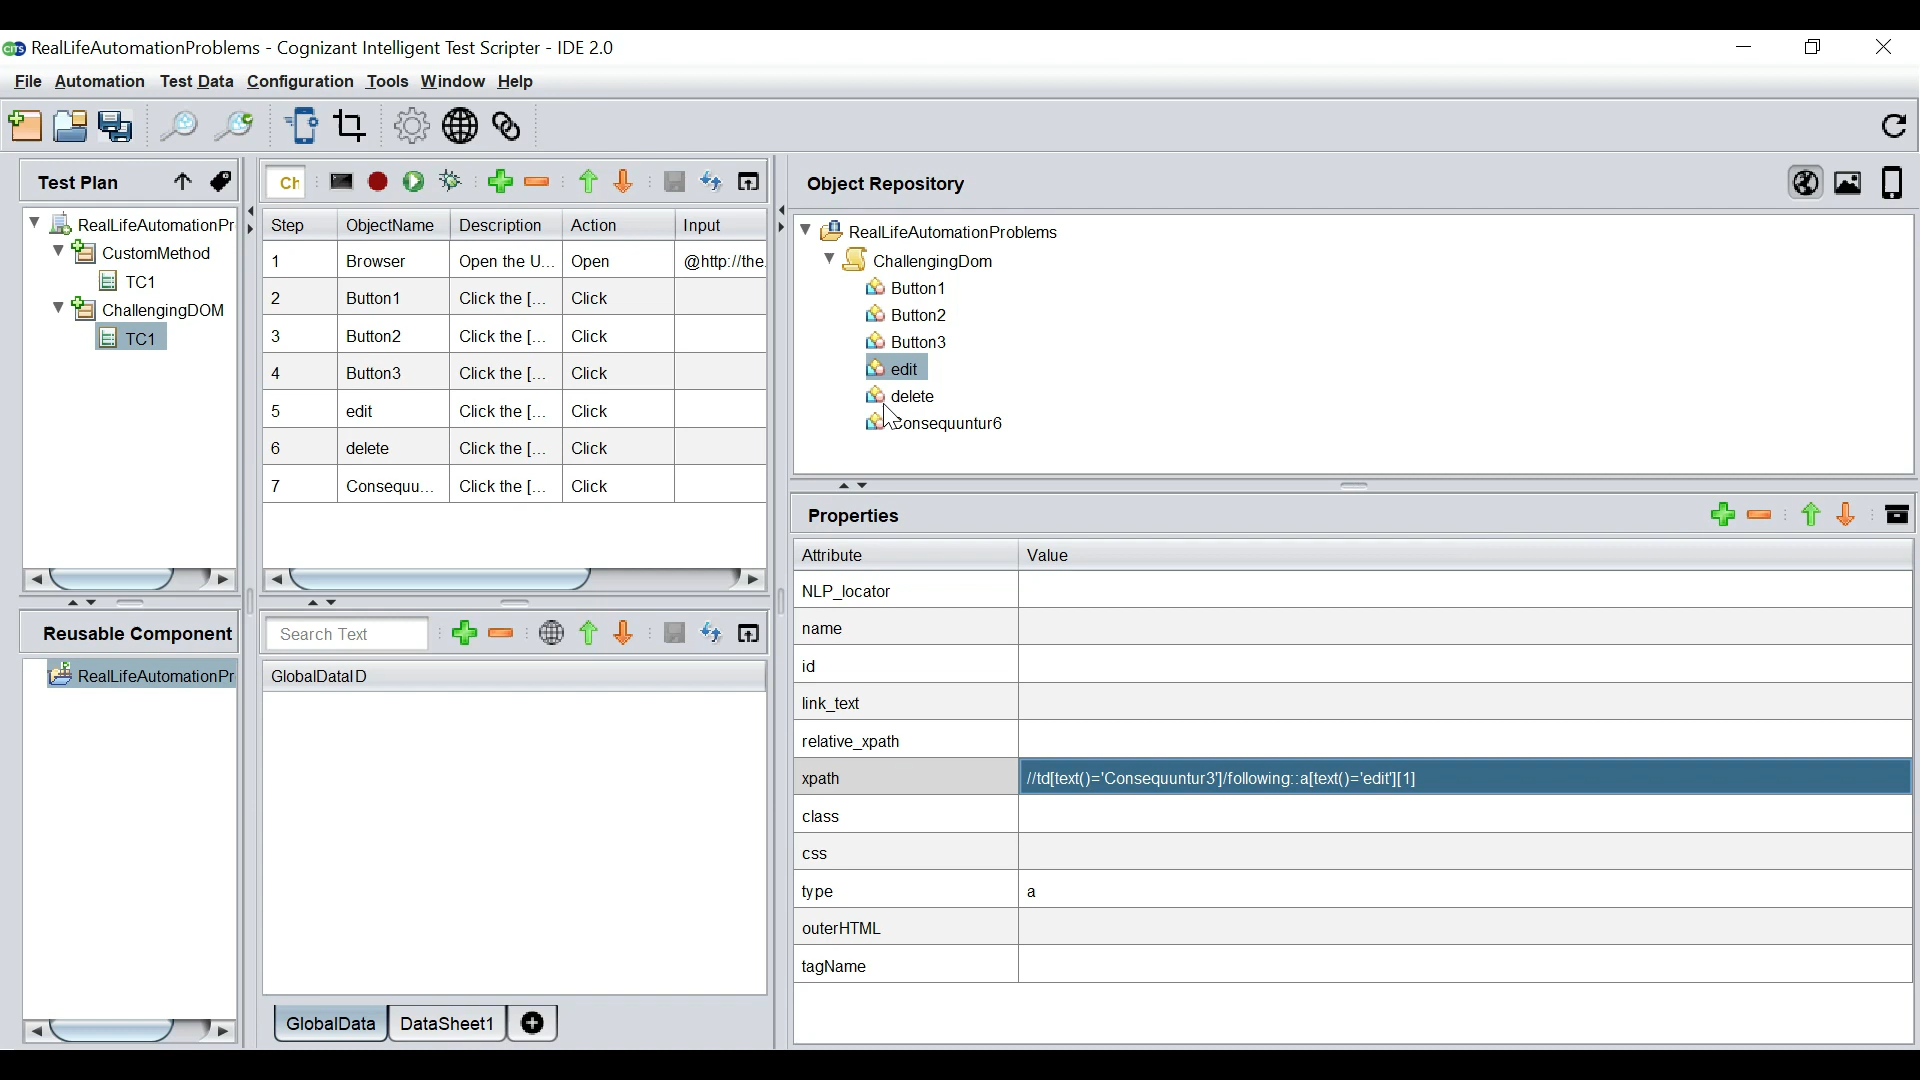 CITS RealLifeAutomationProblems - Cognizant Intelligent Test Scripter - IDE 2.0
File Automation Test Data Configuration Tools Window Help
Test Plan
RealLifeAutomationPr
CustomMethod
TC1
ChallengingDOM
TC1
Reusable Component
RealLifeAutomationPr
Ch
Step ObjectName Description Action Input
1 Browser Open the U... Open @http://the.
2 Button1 Click the [... Click
3 Button2 Click the [... Click
4 Button3 Click the [... Click
5 edit Click the [... Click
6 delete Click the [... Click
7 Consequu... Click the [... Click
Search Text
GlobalDataID
GlobalData DataSheet1
Object Repository
RealLifeAutomationProblems
ChallengingDom
Button1
Button2
Button3
edit
delete
Consequuntur6
Properties
Attribute Value
NLP_locator
name
id
link_text
relative_xpath
xpath //td[text()='Consequuntur3']/following::a[text()='edit'][1]
class
css
type a
outerHTML
tagName